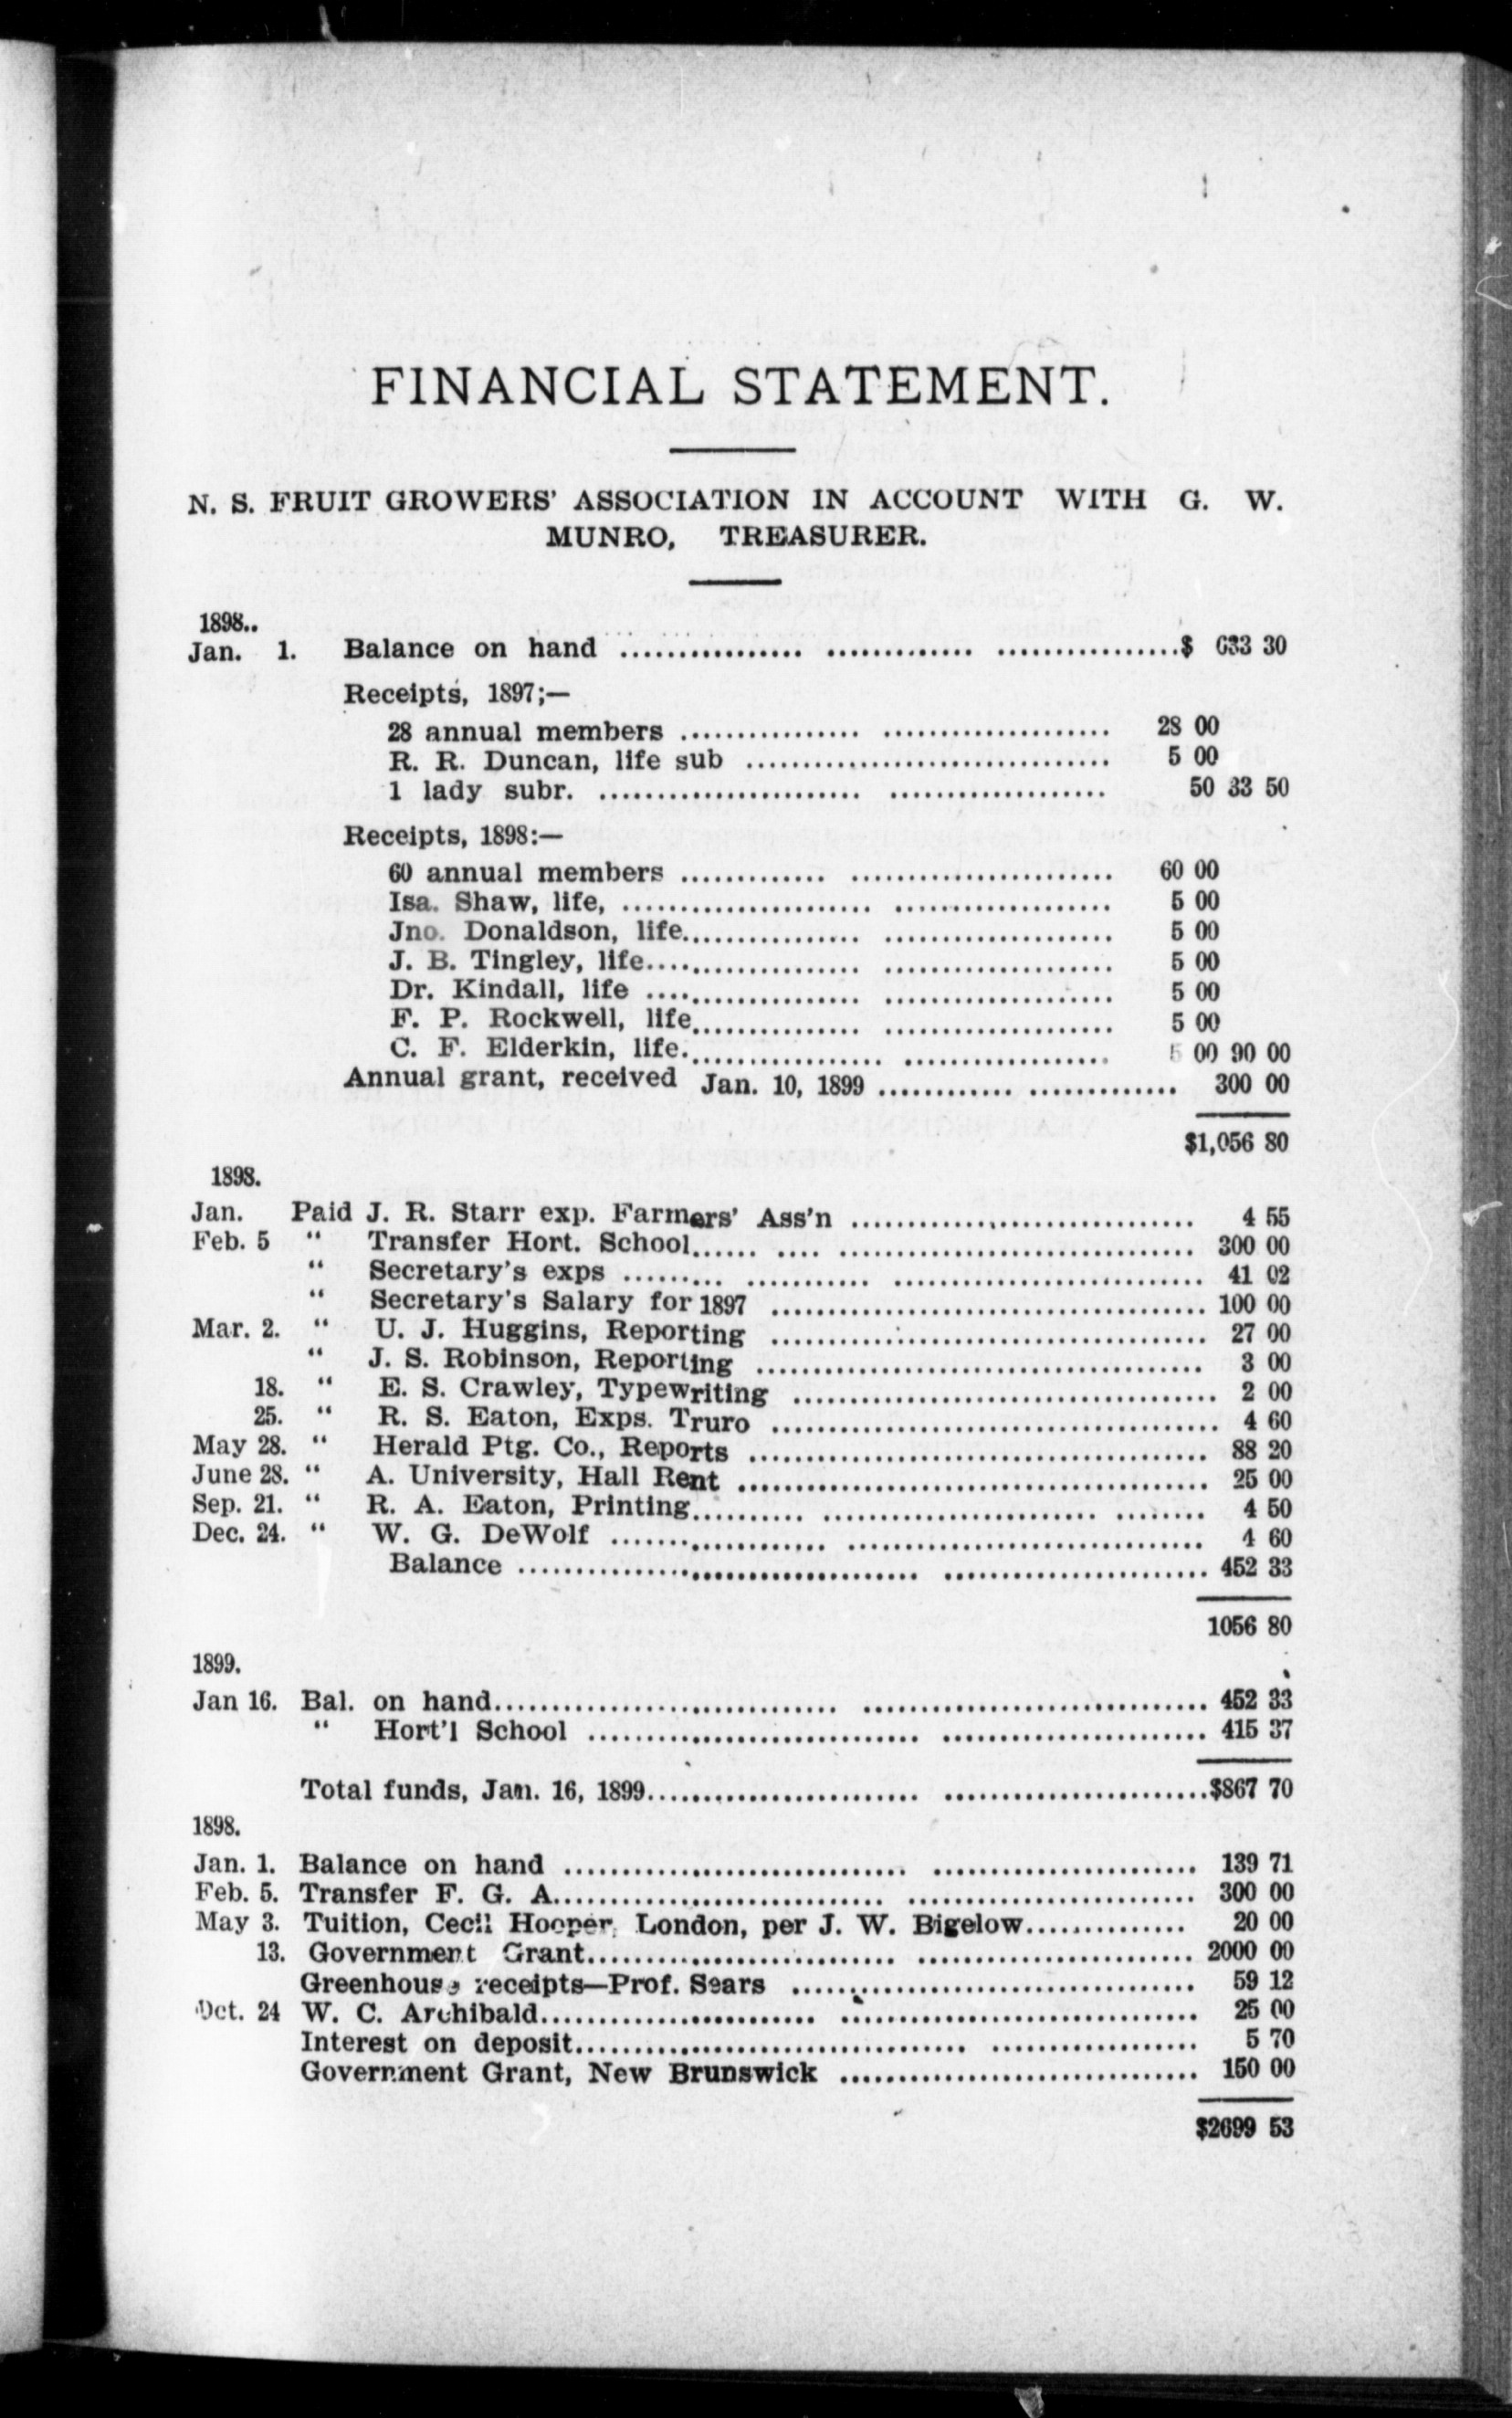 FINANCIAL STATEMENT.
N. S. FRUIT GROWERS' ASSOCIATION IN ACCOUNT WITH G. W.
MUNRO, TREASURER.
1898..
Jan. 1. Balance on hand ................ ............. ................$ 633 30
Receipts, 1897;—
28 annual members ................ .................... 28 00
R. R. Duncan, life sub ................................ 5 00
1 lady subr. ....................... ................... 50 33 50
Receipts, 1898:—
60 annual members ............. ....................... 60 00
Isa. Shaw, life, ...................... ................... 5 00
Jno. Donaldson, life................ .................... 5 00
J. B. Tingley, life................... .................... 5 00
Dr. Kindall, life ................... .................... 5 00
F. P. Rockwell, life............... .................... 5 00
C. F. Elderkin, life.................. .................. 5 00 90 00
Annual grant, received Jan. 10, 1899 ............ ............. 300 00
$1,056 80
1898.
Jan. Paid J. R. Starr exp. Farmers' Ass'n .............................. 4 55
Feb. 5 " Transfer Hort. School...... .... ............................... 300 00
" Secretary's exps ......... ........... ........................... 41 02
" Secretary's Salary for 1897 ...................................... 100 00
Mar. 2. " U. J. Huggins, Reporting ...................................... 27 00
" J. S. Robinson, Reporting ....................................... 3 00
18. " E. S. Crawley, Typewriting ..................................... 2 00
25. " R. S. Eaton, Exps. Truro ....................................... 4 60
May 28. " Herald Ptg. Co., Reports ........................................ 88 20
June 28. " A. University, Hall Rent ......................................... 25 00
Sep. 21. " R. A. Eaton, Printing.......... ........................ ........ 4 50
Dec. 24. " W. G. DeWolf ................... ............................... 4 60
Balance ................................... ....................... 452 33
1056 80
1899.
Jan 16. Bal. on hand.............................. .............................. 452 33
" Hort'l School ............................. ....................... 415 37
Total funds, Jan. 16, 1899........................ .......................$867 70
1898.
Jan. 1. Balance on hand .............................. ....................... 139 71
Feb. 5. Transfer F. G. A............................. ......................... 300 00
May 3. Tuition, Cecil Hooper, London, per J. W. Bigelow.............. 20 00
13. Government Grant............................. ........................ 2000 00
Greenhouse receipts—Prof. Sears ................................... 59 12
Oct. 24 W. C. Archibald........................ ............................... 25 00
Interest on deposit.................................. .................. 5 70
Government Grant, New Brunswick ............................... 150 00
$2699 53